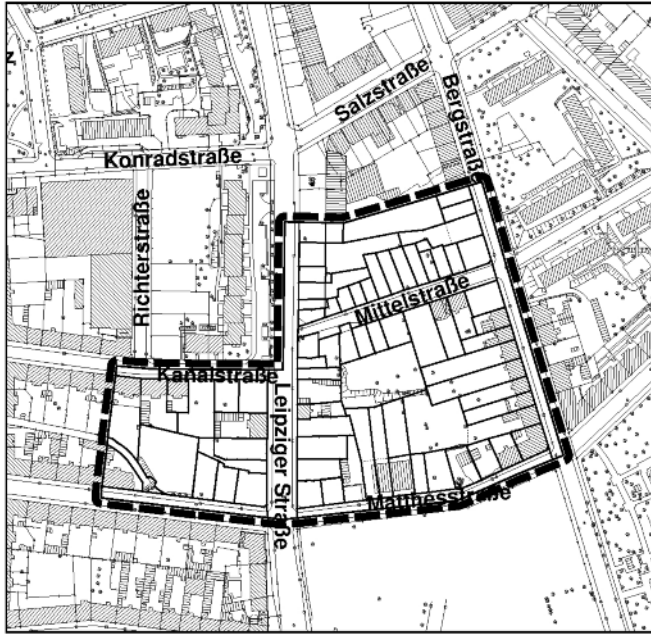 Salzstraße
Bergstraße
Konradstraße
Richterstraße
Mittelstraße
Kanalstraße
Leipziger Straße
Matthesstraße